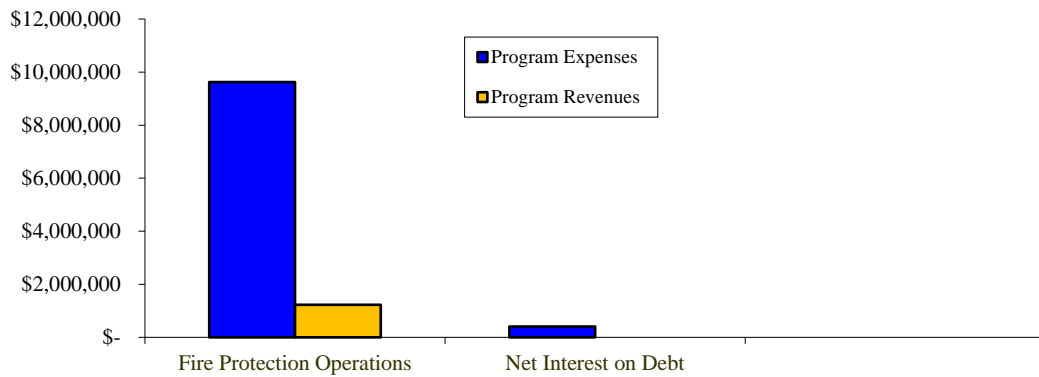 $12,000,000
$10,000,000
$8,000,000
$6,000,000
$4,000,000
$2,000,000
$-
Program Expenses
Program Revenues
Fire Protection Operations
Net Interest on Debt